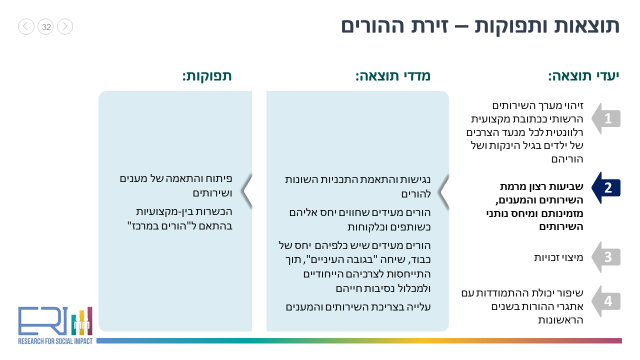 תוצאות ותפוקות – זירת ההורים
32
יעדי תוצאה:
1
זיהוי מערך השירותים
הרשותי ככתובת מקצועית
רלוונטית לכל מנעד הצרכים
של ילדים בגיל הינקות ושל
הוריהם
2
שביעות רצון מרמת
השירותים והמענים,
מזמינותם ומיחס נותני
השירותים
3
מיצוי זכויות
4
שיפור יכולת ההתמודדות עם
אתגרי ההורות בשנים
הראשונות
מדדי תוצאה:
נגישות והתאמת התכניות השונות
להורים
הורים מעידים שחווים יחס אליהם
כשותפים וכלקוחות
הורים מעידים שיש כלפיהם יחס של
כבוד, שיחה "בגובה העיניים", תוך
התייחסות לצרכיהם הייחודיים
ולמכלול נסיבות חייהם
עלייה בצריכת השירותים והמענים
תפוקות:
פיתוח והתאמה של מענים
ושירותים
הכשרות בין-מקצועיות
בהתאם ל"הורים במרכז"
ERI
RESEARCH FOR SOCIAL IMPACT